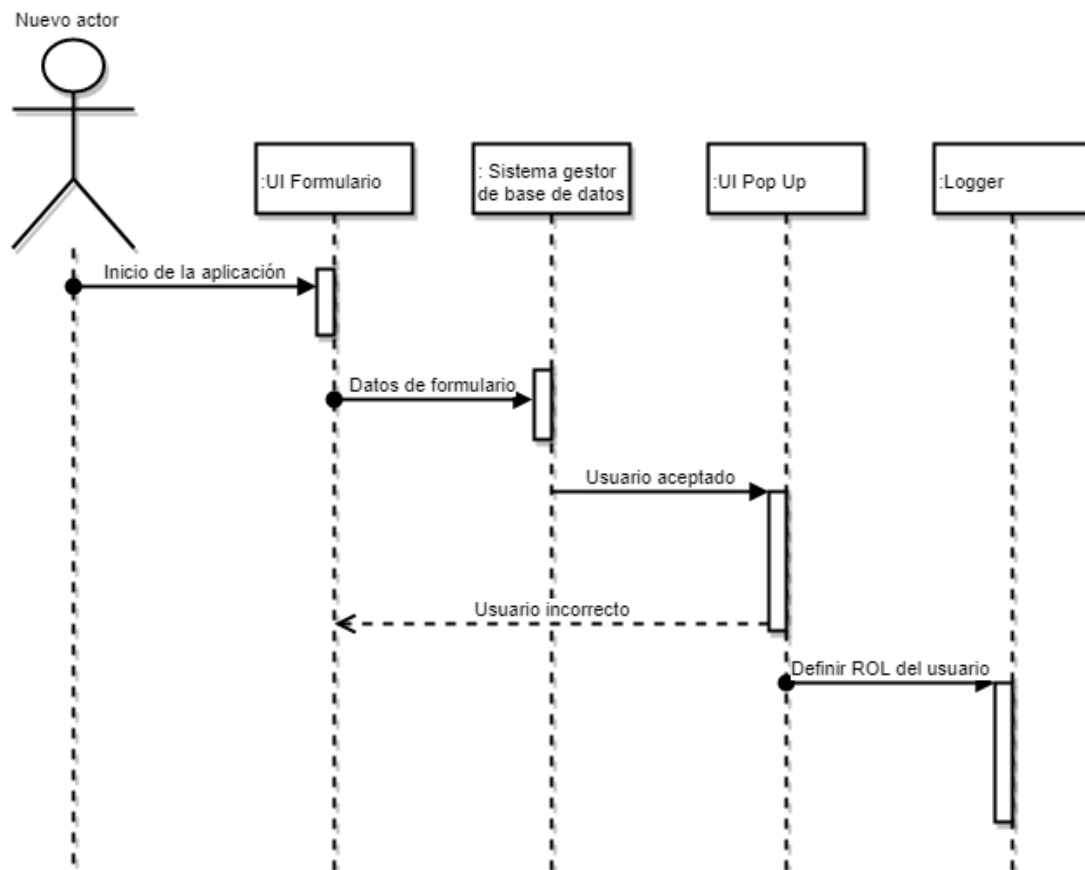 Nuevo actor
:UI Formulario
: Sistema gestor
de base de datos
:UI Pop Up
:Logger
Inicio de la aplicación
Datos de formulario
Usuario aceptado
Usuario incorrecto
Definir ROL del usuario